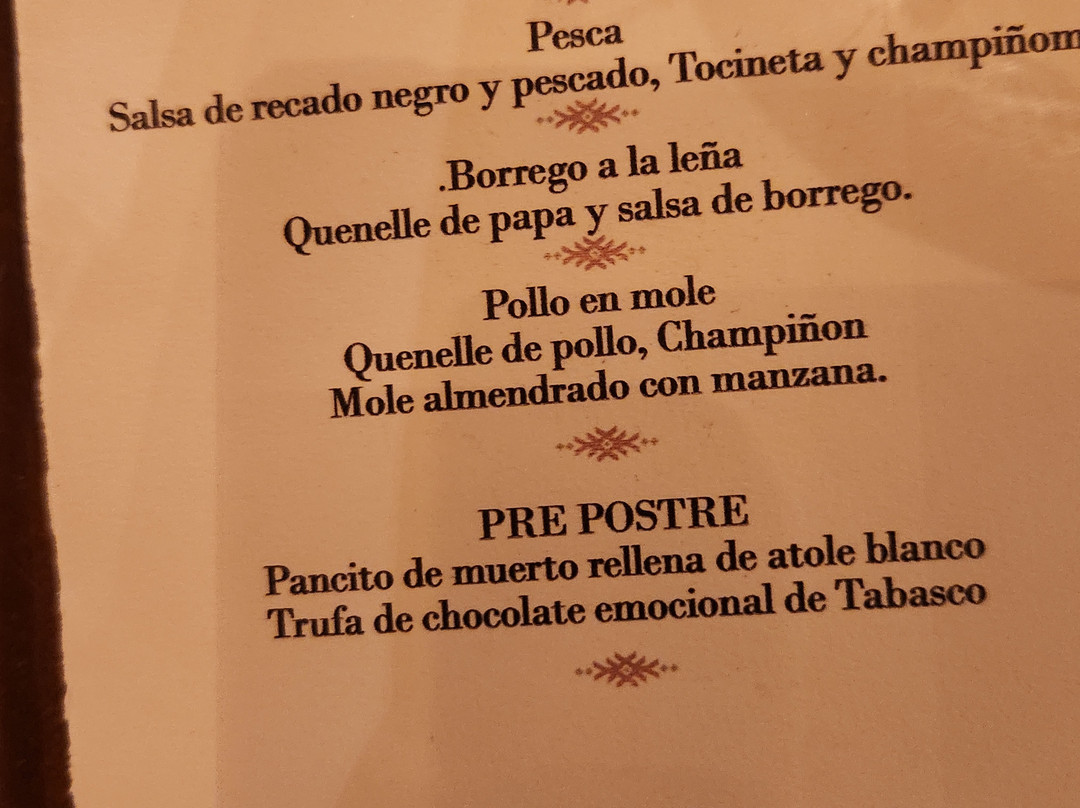 Pesca
Salsa de recado negro y pescado, Tocineta y champiñom
.Borrego a la leña
Quenelle de papa y salsa de borrego.
Pollo en mole
Quenelle de pollo, Champiñon
Mole almendrado con manzana.
PRE POSTRE
Pancito de muerto rellena de atole blanco
Trufa de chocolate emocional de Tabasco